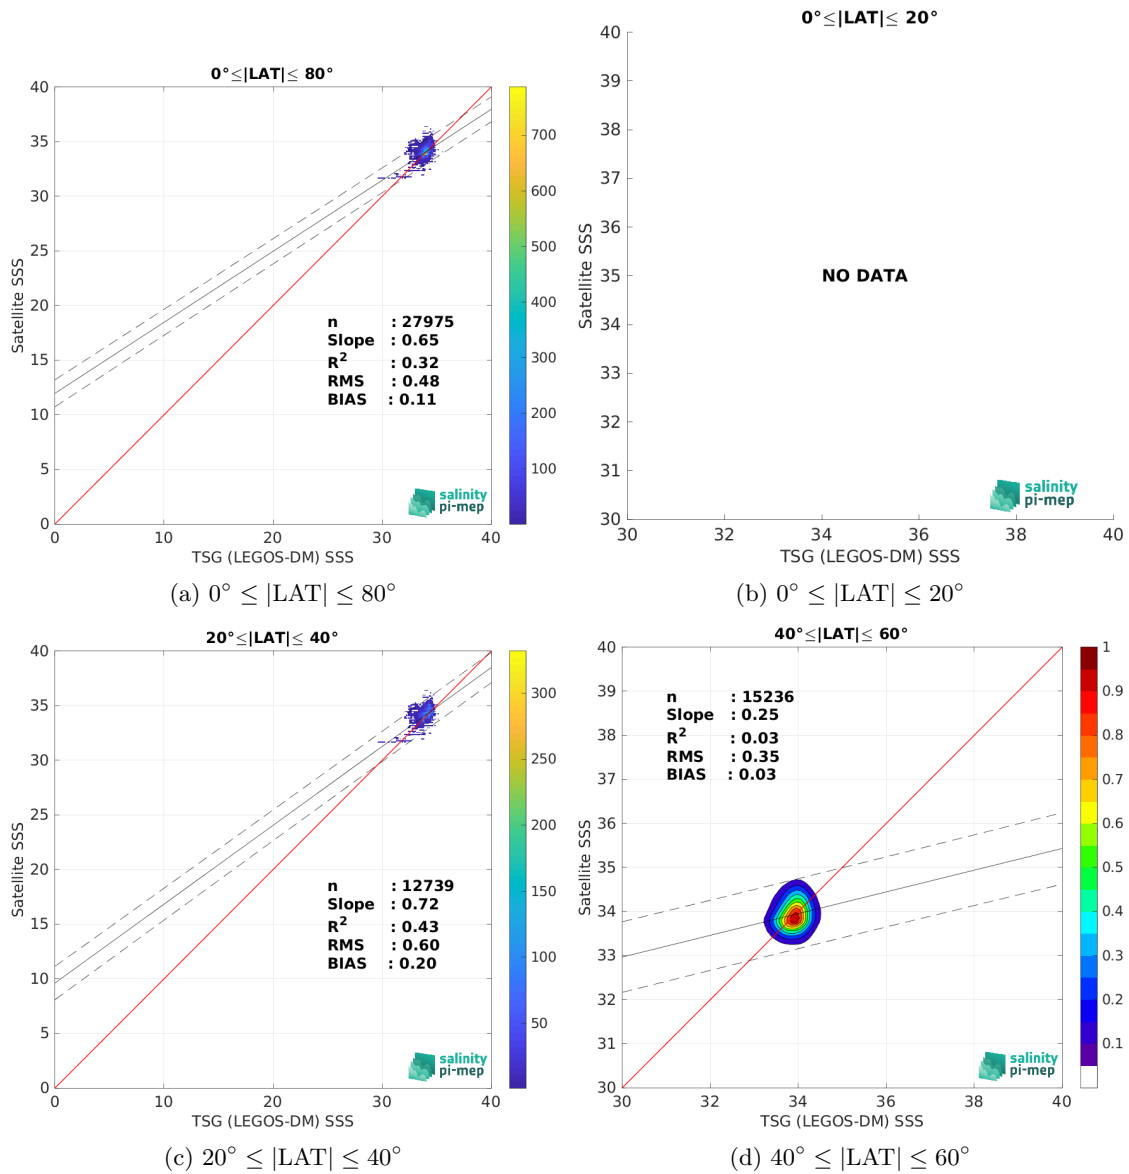 0°≤|LAT|≤ 80°
Satellite SSS
40
35
30
25
20
15
10
5
0
n : 27975
Slope : 0.65
R2 : 0.32
RMS : 0.48
BIAS : 0.11
salinity
pi-mep
0 10 20 30 40
TSG (LEGOS-DM) SSS
700
600
500
400
300
200
100
(a) 0° ≤ |LAT| ≤ 80°
0°≤|LAT|≤ 20°
Satellite SSS
40
39
38
37
36
35
34
33
32
31
30
NO DATA
salinity
pi-mep
30 32 34 36 38 40
TSG (LEGOS-DM) SSS
(b) 0° ≤ |LAT| ≤ 20°
20°≤|LAT|≤ 40°
Satellite SSS
40
35
30
25
20
15
10
5
0
n : 12739
Slope : 0.72
R2 : 0.43
RMS : 0.60
BIAS : 0.20
salinity
pi-mep
0 10 20 30 40
TSG (LEGOS-DM) SSS
300
250
200
150
100
50
(c) 20° ≤ |LAT| ≤ 40°
40°≤|LAT|≤ 60°
Satellite SSS
40
39
38
37
36
35
34
33
32
31
30
n : 15236
Slope : 0.25
R2 : 0.03
RMS : 0.35
BIAS : 0.03
salinity
pi-mep
30 32 34 36 38 40
TSG (LEGOS-DM) SSS
1
0.9
0.8
0.7
0.6
0.5
0.4
0.3
0.2
0.1
(d) 40° ≤ |LAT| ≤ 60°